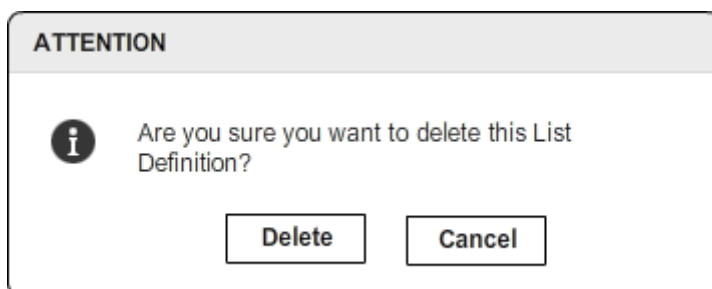 ATTENTION
Are you sure you want to delete this List
Definition?
Delete Cancel